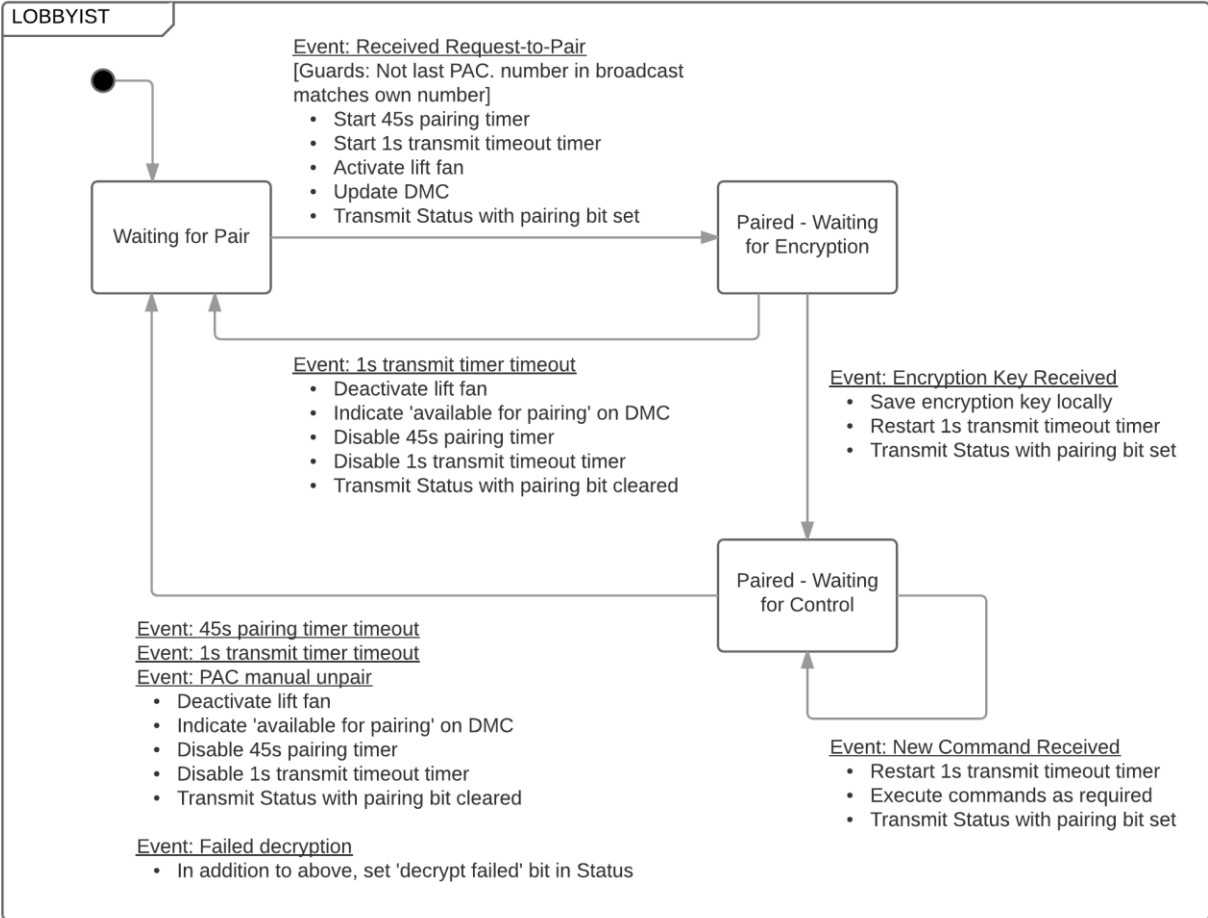 LOBBYIST
Event: Received Request-to-Pair
[Guards: Not last PAC. number in broadcast
matches own number]
• Start 45s pairing timer
• Start 1s transmit timeout timer
• Activate lift fan
• Update DMC
• Transmit Status with pairing bit set
Waiting for Pair
Paired - Waiting
for Encryption
Event: 1s transmit timer timeout
• Deactivate lift fan
• Indicate 'available for pairing' on DMC
• Disable 45s pairing timer
• Disable 1s transmit timeout timer
• Transmit Status with pairing bit cleared
Event: Encryption Key Received
• Save encryption key locally
• Restart 1s transmit timeout timer
• Transmit Status with pairing bit set
Paired - Waiting
for Control
Event: 45s pairing timer timeout
Event: 1s transmit timer timeout
Event: PAC manual unpair
• Deactivate lift fan
• Indicate 'available for pairing' on DMC
• Disable 45s pairing timer
• Disable 1s transmit timeout timer
• Transmit Status with pairing bit cleared
Event: Failed decryption
• In addition to above, set 'decrypt failed' bit in Status
Event: New Command Received
• Restart 1s transmit timeout timer
• Execute commands as required
• Transmit Status with pairing bit set